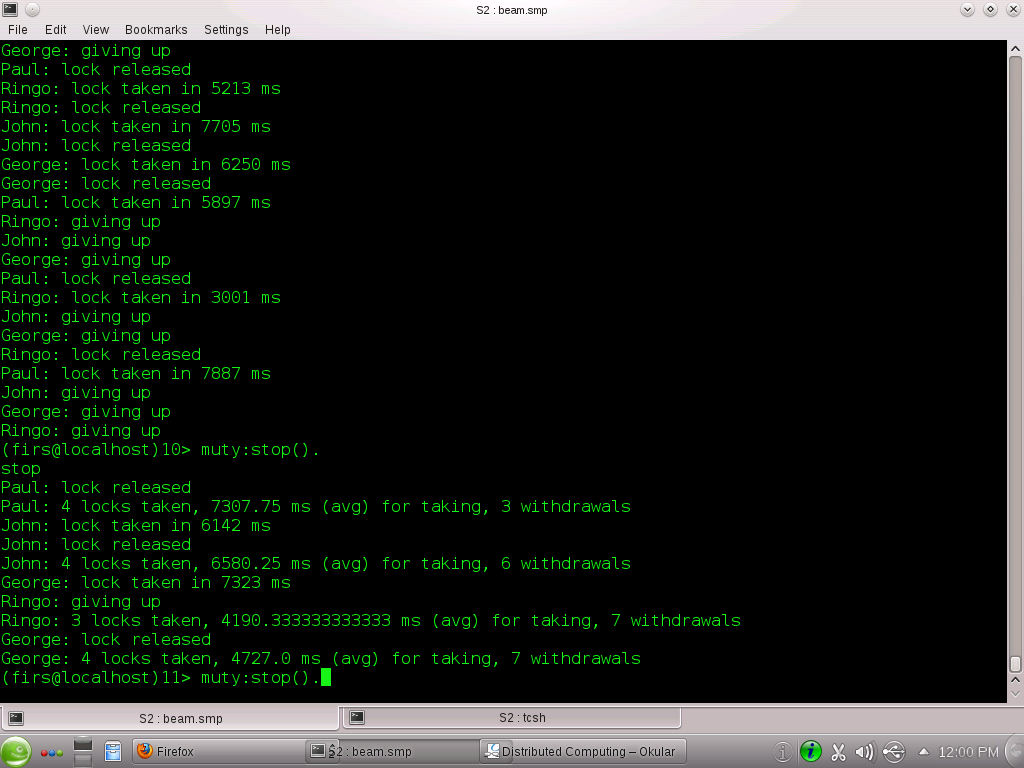 S2 : beam.smp
File Edit View Bookmarks Settings Help
George: giving up
Paul: lock released
Ringo: lock taken in 5213 ms
Ringo: lock released
John: lock taken in 7705 ms
John: lock released
George: lock taken in 6250 ms
George: lock released
Paul: lock taken in 5897 ms
Ringo: giving up
John: giving up
George: giving up
Paul: lock released
Ringo: lock taken in 3001 ms
John: giving up
George: giving up
Ringo: lock released
Paul: lock taken in 7887 ms
John: giving up
George: giving up
Ringo: giving up
(firs@localhost)10> muty:stop().
stop
Paul: lock released
Paul: 4 locks taken, 7307.75 ms (avg) for taking, 3 withdrawals
John: lock taken in 6142 ms
John: lock released
John: 4 locks taken, 6580.25 ms (avg) for taking, 6 withdrawals
George: lock taken in 7323 ms
Ringo: giving up
Ringo: 3 locks taken, 4190.333333333333 ms (avg) for taking, 7 withdrawals
George: lock released
George: 4 locks taken, 4727.0 ms (avg) for taking, 7 withdrawals
(firs@localhost)11> muty:stop().
S2 : beam.smp S2 : tcsh
Firefox S2 : beam.smp Distributed Computing – Okular 12:00 PM